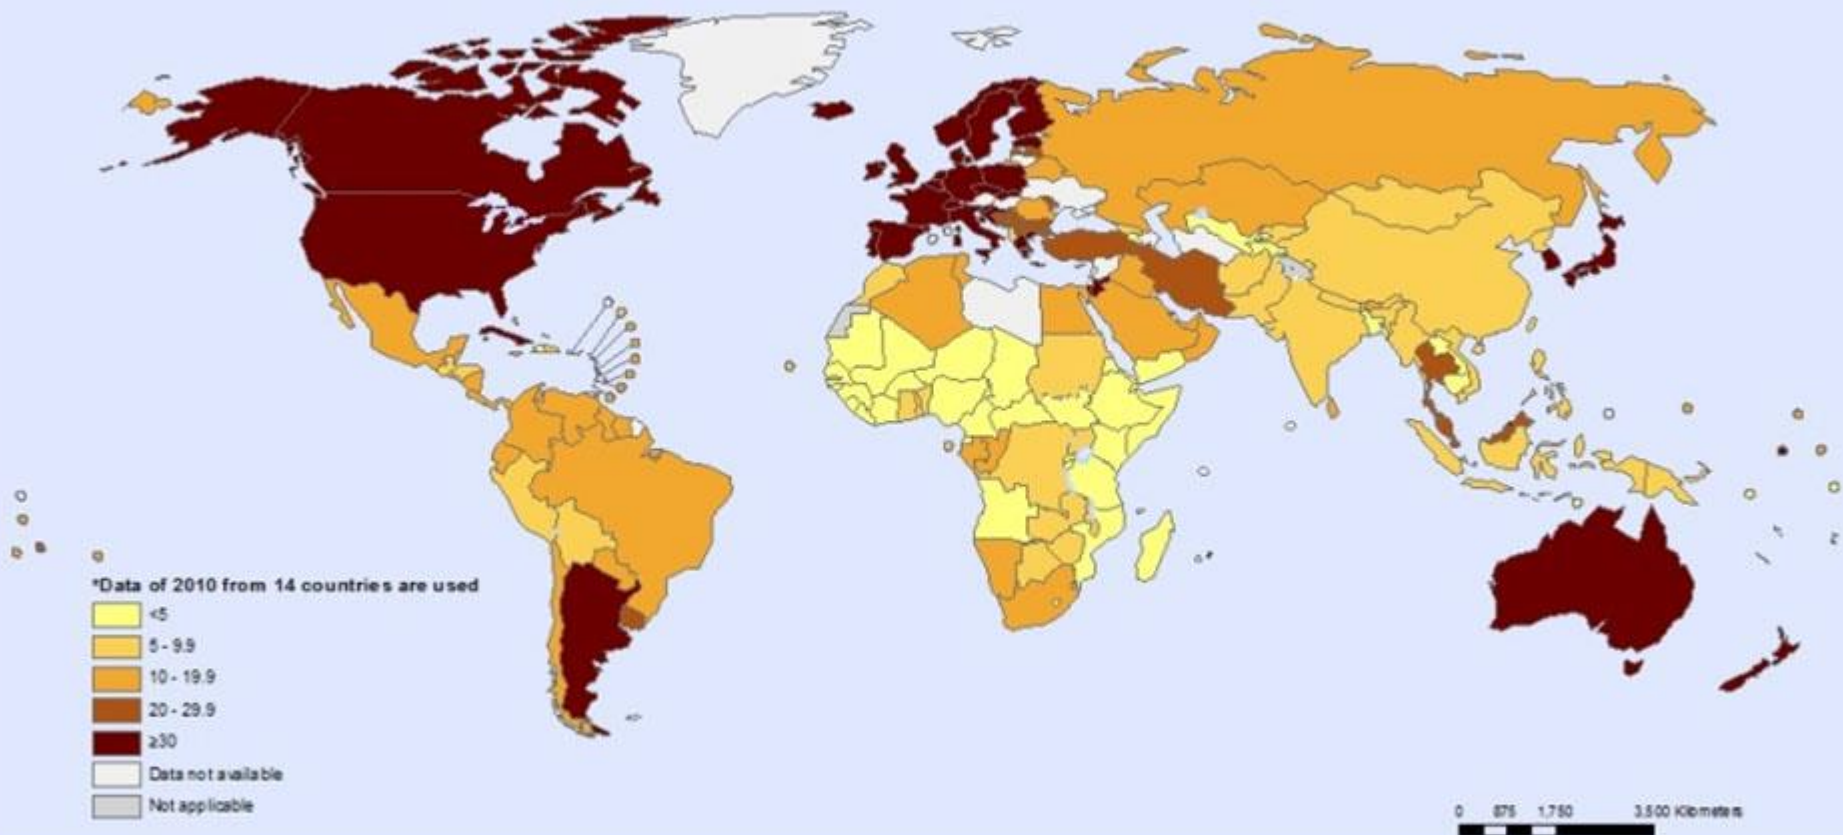 *Data of 2010 from 14 countries are used
<5
5 - 9.9
10 - 19.9
20 - 29.9
≥30
Data not available
Not applicable
0 875 1,750 3,500 Kilometers